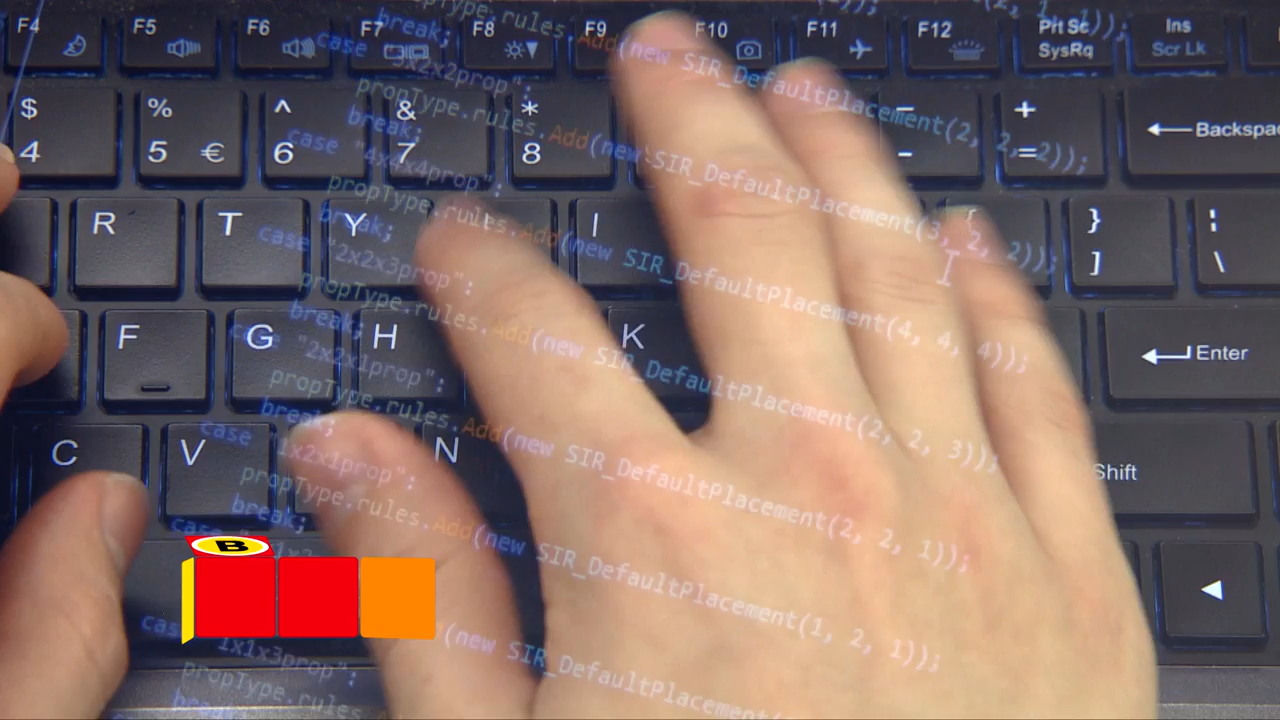 F4 F5 F6 F7 F8 F9 F10 F11 F12 Prt Sc Ins
SysRq Scr Lk
$ % ^ & * - +
4 5 € 6 7 8 - =
R T Y I { } :
] \
F G H K Enter
C V N Shift
B
propType.rules.
case
break;
propType.rules.Add(new SIR_DefaultPlacement(2, 2, 2));
break;
case "4x4x4prop":
propType.rules.Add(new SIR_DefaultPlacement(3, 2, 2));
break;
case "2x2x3prop":
propType.rules.Add(new SIR_DefaultPlacement(4, 4, 4));
break;
case "2x2x1prop":
propType.rules.Add(new SIR_DefaultPlacement(2, 2, 3));
break;
case "1x2x1prop":
propType.rules.Add(new SIR_DefaultPlacement(2, 2, 1));
break;
case
(new SIR_DefaultPlacement(1, 2, 1));
case "1x1x3prop":
propType.rules
break;